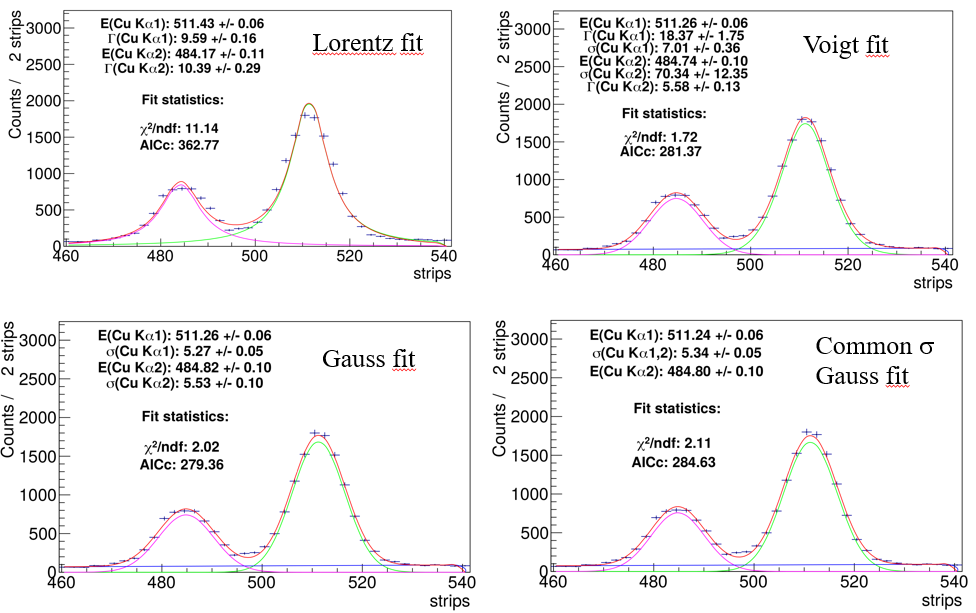 E(Cu Kα1): 511.43 +/- 0.06
Γ(Cu Kα1): 9.59 +/- 0.16
E(Cu Kα2): 484.17 +/- 0.11
Γ(Cu Kα2): 10.39 +/- 0.29
Lorentz fit
Fit statistics:
χ²/ndf: 11.14
AICc: 362.77
Counts / 2 strips
3000
2500
2000
1500
1000
500
0
460 480 500 520 540
strips
E(Cu Kα1): 511.26 +/- 0.06
Γ(Cu Kα1): 18.37 +/- 1.75
σ(Cu Kα1): 7.01 +/- 0.36
E(Cu Kα2): 484.74 +/- 0.10
σ(Cu Kα2): 70.34 +/- 12.35
Γ(Cu Kα2): 5.58 +/- 0.13
Voigt fit
Fit statistics:
χ²/ndf: 1.72
AICc: 281.37
Counts / 2 strips
3000
2500
2000
1500
1000
500
0
460 480 500 520 540
strips
E(Cu Kα1): 511.26 +/- 0.06
σ(Cu Kα1): 5.27 +/- 0.05
E(Cu Kα2): 484.82 +/- 0.10
σ(Cu Kα2): 5.53 +/- 0.10
Gauss fit
Fit statistics:
χ²/ndf: 2.02
AICc: 279.36
Counts / 2 strips
3000
2500
2000
1500
1000
500
0
460 480 500 520 540
strips
E(Cu Kα1): 511.24 +/- 0.06
σ(Cu Kα1,2): 5.34 +/- 0.05
E(Cu Kα2): 484.80 +/- 0.10
Common σ
Gauss fit
Fit statistics:
χ²/ndf: 2.11
AICc: 284.63
Counts / 2 strips
3000
2500
2000
1500
1000
500
0
460 480 500 520 540
strips